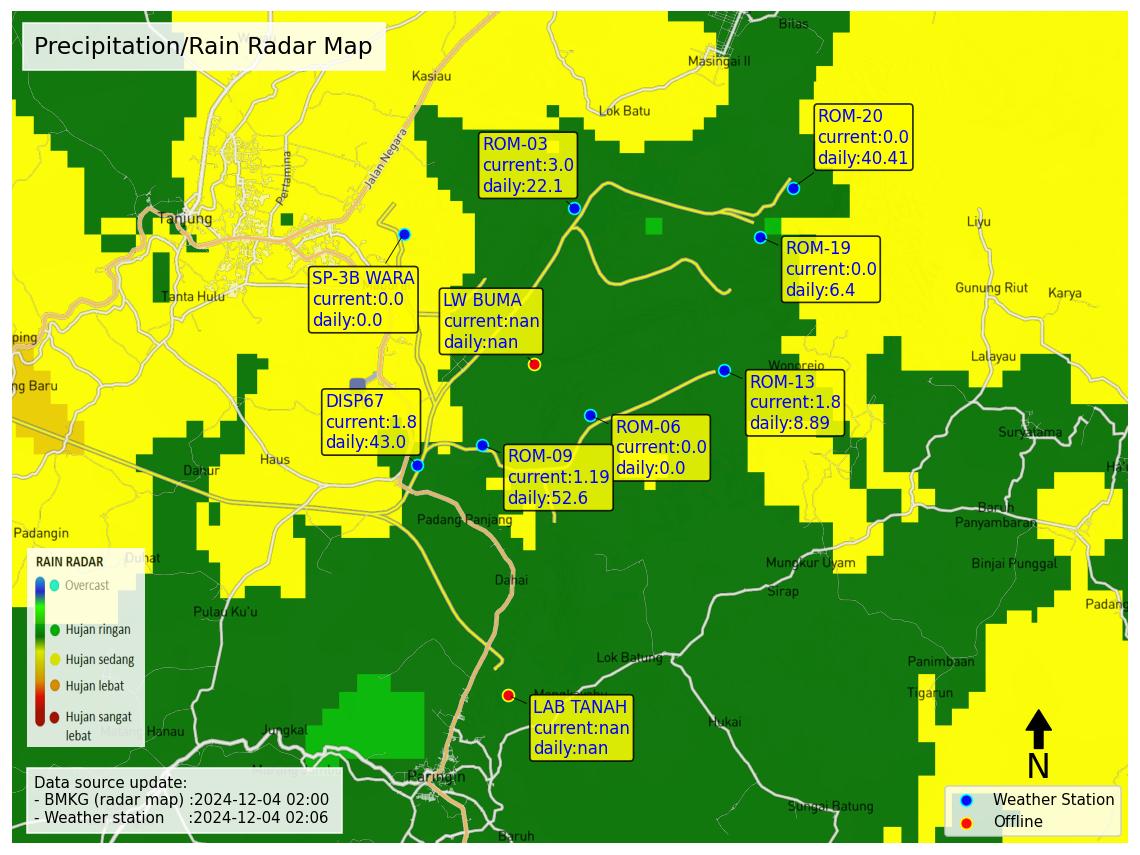 Precipitation/Rain Radar Map
Bilas
Masingai II
Kasiau
Lok Batu
Jalan Negara
Pertamina
Tanjung
Tanta Hulu
ROM-03
current:3.0
daily:22.1
ROM-20
current:0.0
daily:40.41
ROM-19
current:0.0
daily:6.4
SP-3B WARA
current:0.0
daily:0.0
LW BUMA
current:nan
daily:nan
Liyu
Gunung Riut
Karya
Lalayau
ping
ng Baru
Wonorejo
ROM-13
current:1.8
daily:8.89
DISP67
current:1.8
daily:43.0
ROM-06
current:0.0
daily:0.0
ROM-09
current:1.19
daily:52.6
Suryatama
Haus
Dahur
Baruh
Panyambaran
Padang Panjang
Padangin
Duhat
Mungkur Uyam
Binjai Punggal
Dahai
Sirap
Padang
Pulau Ku'u
Lok Batung
Panimbaan
Tigarun
Hukai
LAB TANAH
current:nan
daily:nan
Jungkal
Paringin
Sungai Batung
Baruh
RAIN RADAR
Overcast
Hujan ringan
Hujan sedang
Hujan lebat
Hujan sangat
lebat
Data source update:
- BMKG (radar map) :2024-12-04 02:00
- Weather station :2024-12-04 02:06
N
Weather Station
Offline